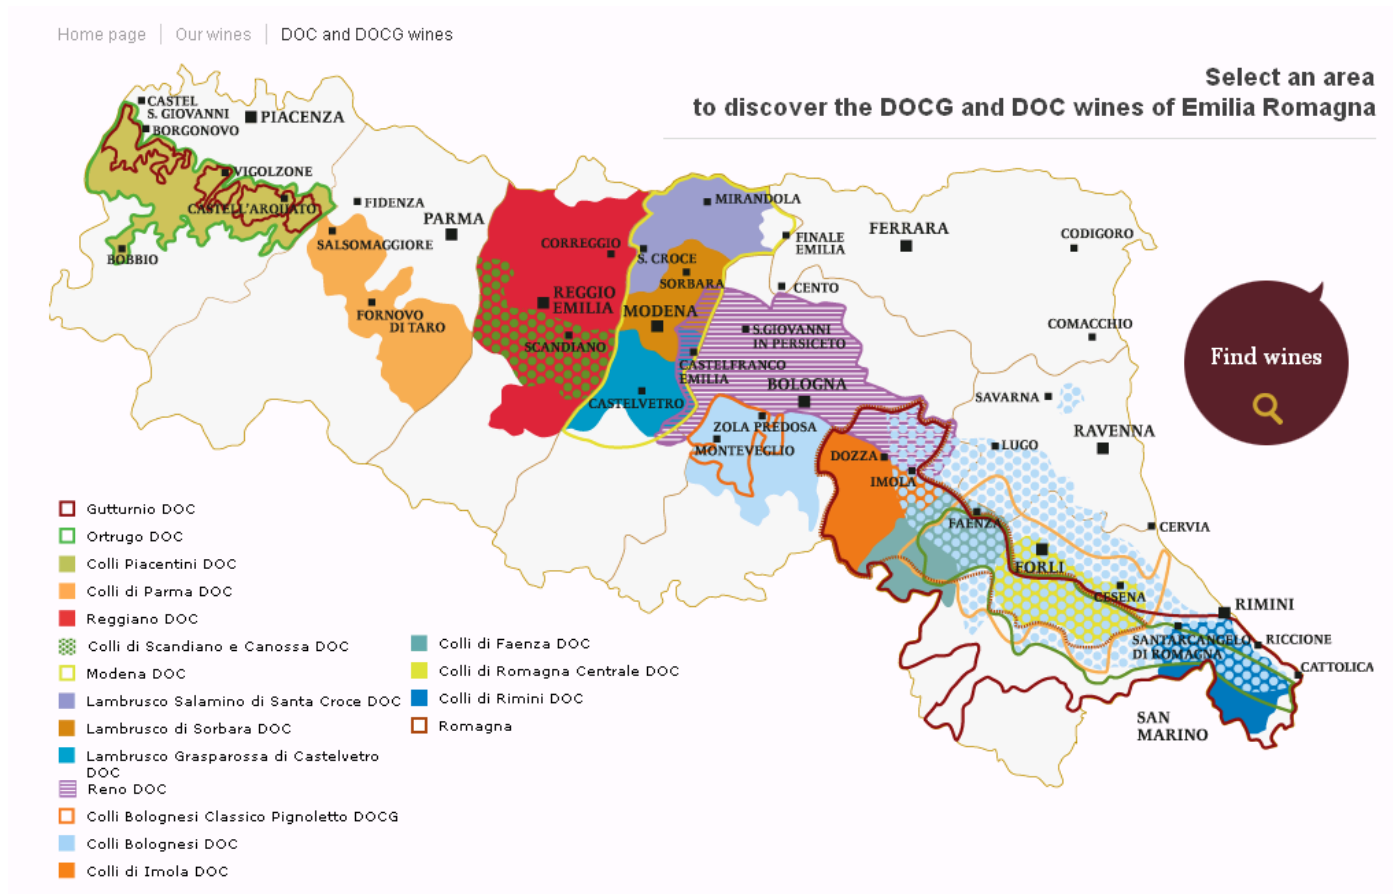 Home page | Our wines | DOC and DOCG wines
Select an area
to discover the DOCG and DOC wines of Emilia Romagna
CASTEL
S. GIOVANNI
BORGONOVO
PIACENZA
VIGOLZONE
CASTELL'ARQUATO
BOBBIO
FIDENZA
PARMA
SALSOMAGGIORE
FORNOVO
DI TARO
CORREGGIO
REGGIO
EMILIA
SCANDIANO
MIRANDOLA
S. CROCE
SORBARA
MODENA
FINALE
EMILIA
CENTO
FERRARA
CODIGORO
COMACCHIO
S.GIOVANNI
IN PERSICETO
CASTELFRANCO
EMILIA
BOLOGNA
CASTELVETRO
ZOLA PREDOSA
MONTEVEGLIO
DOZZA
IMOLA
SAVARNA
RAVENNA
LUGO
FAENZA
CERVIA
FORLI
CESENA
RIMINI
SANTARCANGELO
DI ROMAGNA
RICCIONE
CATTOLICA
SAN
MARINO
Find wines
Gutturnio DOC
Ortrugo DOC
Colli Piacentini DOC
Colli di Parma DOC
Reggiano DOC
Colli di Scandiano e Canossa DOC
Modena DOC
Lambrusco Salamino di Santa Croce DOC
Lambrusco di Sorbara DOC
Lambrusco Grasparossa di Castelvetro
DOC
Reno DOC
Colli Bolognesi Classico Pignoletto DOCG
Colli Bolognesi DOC
Colli di Imola DOC
Colli di Faenza DOC
Colli di Romagna Centrale DOC
Colli di Rimini DOC
Romagna